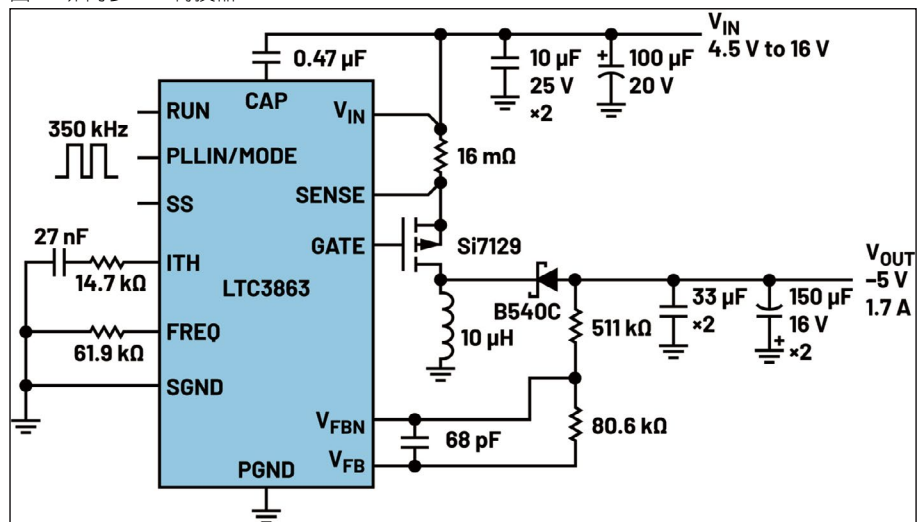 V_IN
4.5 V to 16 V
0.47 µF
10 µF
25 V
×2
+
100 µF
20 V
CAP
RUN
V_IN
350 kHz
PLLIN/MODE
16 mΩ
SS
SENSE
27 nF
GATE
Si7129
14.7 kΩ
ITH
LTC3863
V_OUT
–5 V
1.7 A
B540C
33 µF
×2
150 µF
16 V
+
×2
61.9 kΩ
FREQ
10 µH
511 kΩ
SGND
V_FBN
68 pF
80.6 kΩ
V_FB
PGND